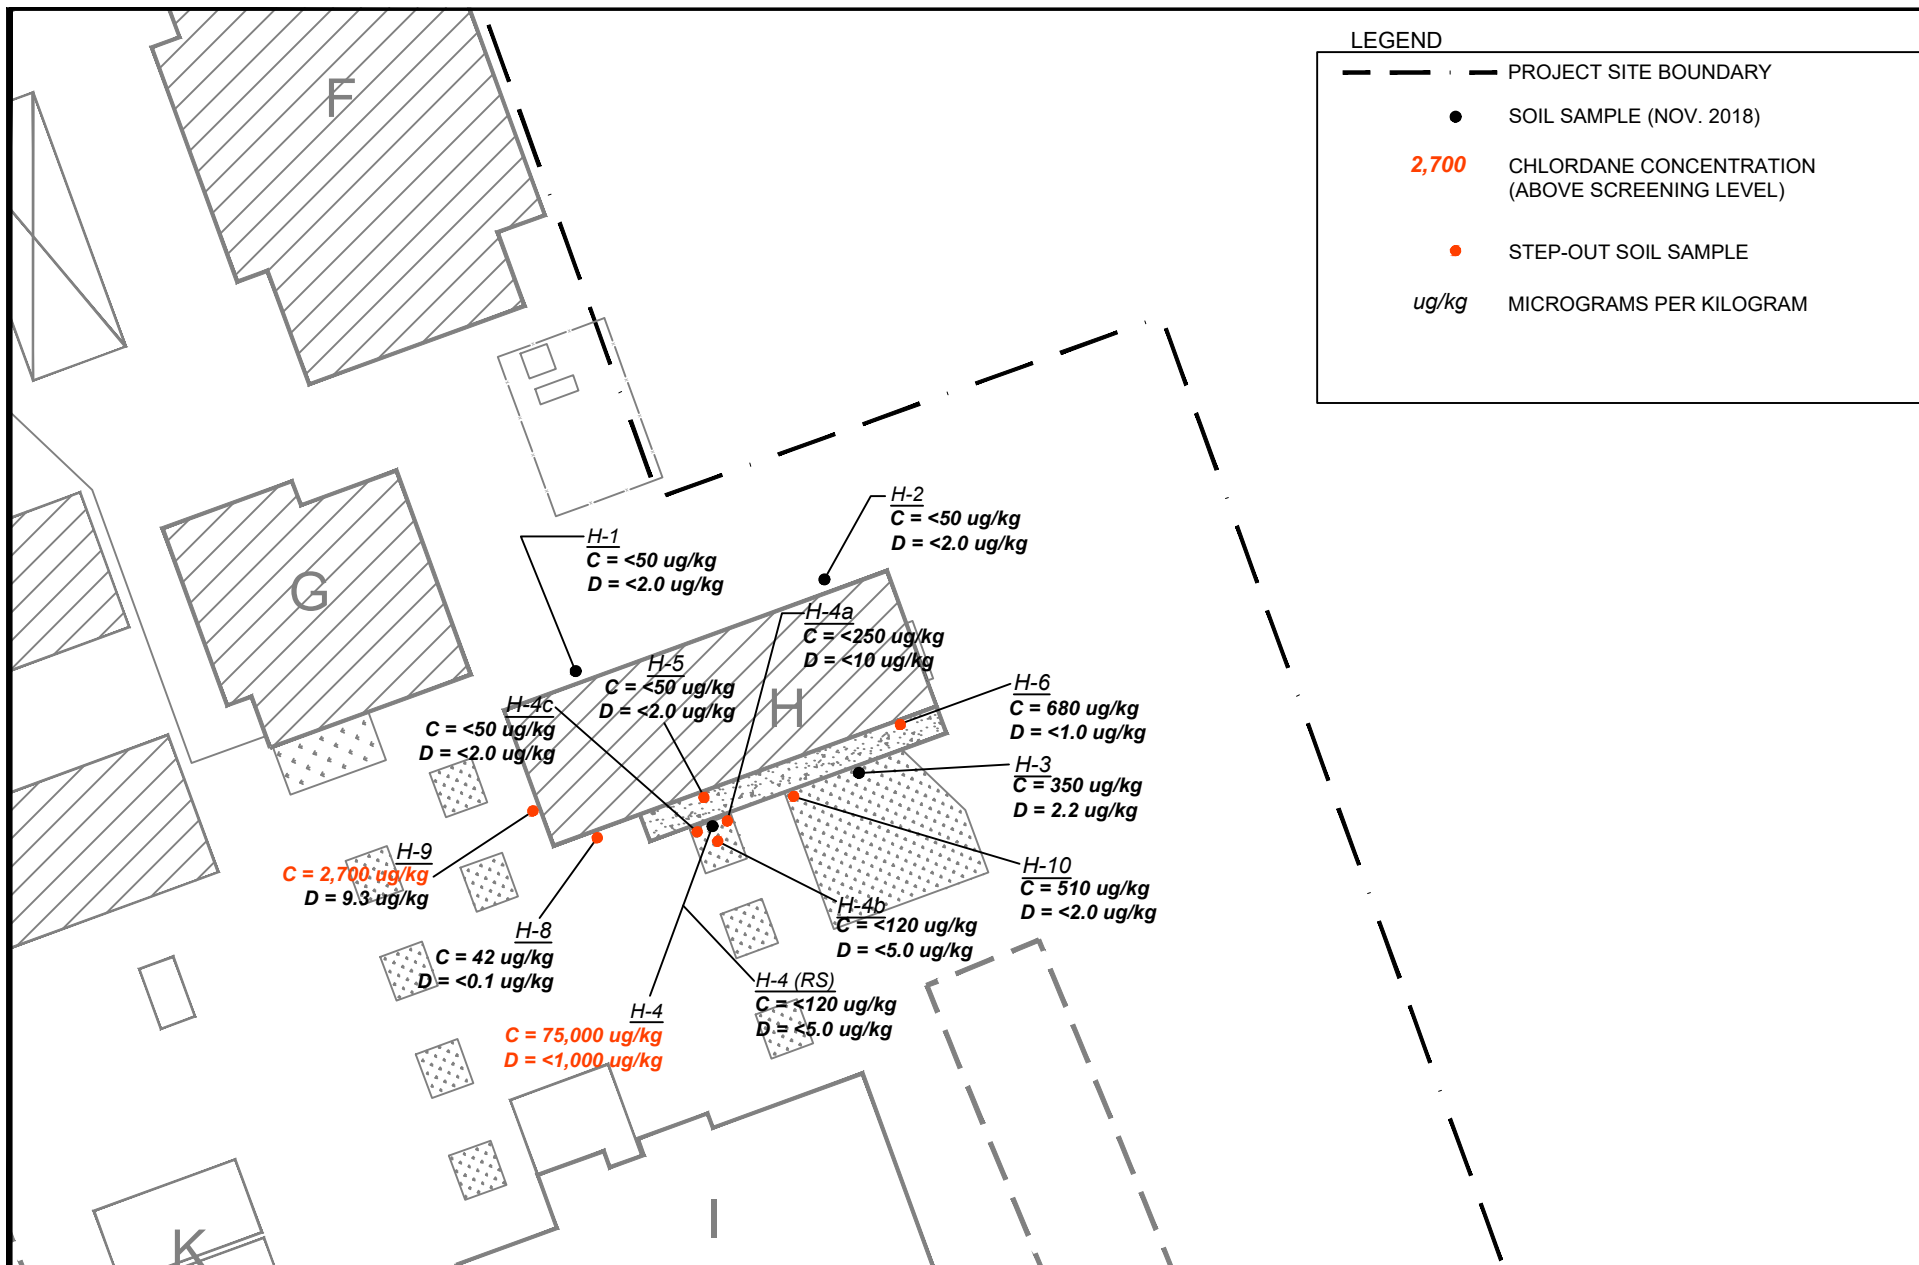 LEGEND
PROJECT SITE BOUNDARY
SOIL SAMPLE (NOV. 2018)
2,700 CHLORDANE CONCENTRATION
(ABOVE SCREENING LEVEL)
STEP-OUT SOIL SAMPLE
ug/kg MICROGRAMS PER KILOGRAM
F
G
H-2
C = <50 ug/kg
D = <2.0 ug/kg
H-1
C = <50 ug/kg
D = <2.0 ug/kg
H-4a
C = <250 ug/kg
D = <10 ug/kg
H-5
C = <50 ug/kg
D = <2.0 ug/kg
H
H-4c
C = <50 ug/kg
D = <2.0 ug/kg
H-6
C = 680 ug/kg
D = <1.0 ug/kg
H-3
C = 350 ug/kg
D = 2.2 ug/kg
H-9
C = 2,700 ug/kg
D = 9.3 ug/kg
H-10
C = 510 ug/kg
D = <2.0 ug/kg
H-4b
C = <120 ug/kg
D = <5.0 ug/kg
H-8
C = 42 ug/kg
D = <0.1 ug/kg
H-4 (RS)
C = <120 ug/kg
D = <5.0 ug/kg
H-4
C = 75,000 ug/kg
D = <1,000 ug/kg
I
K